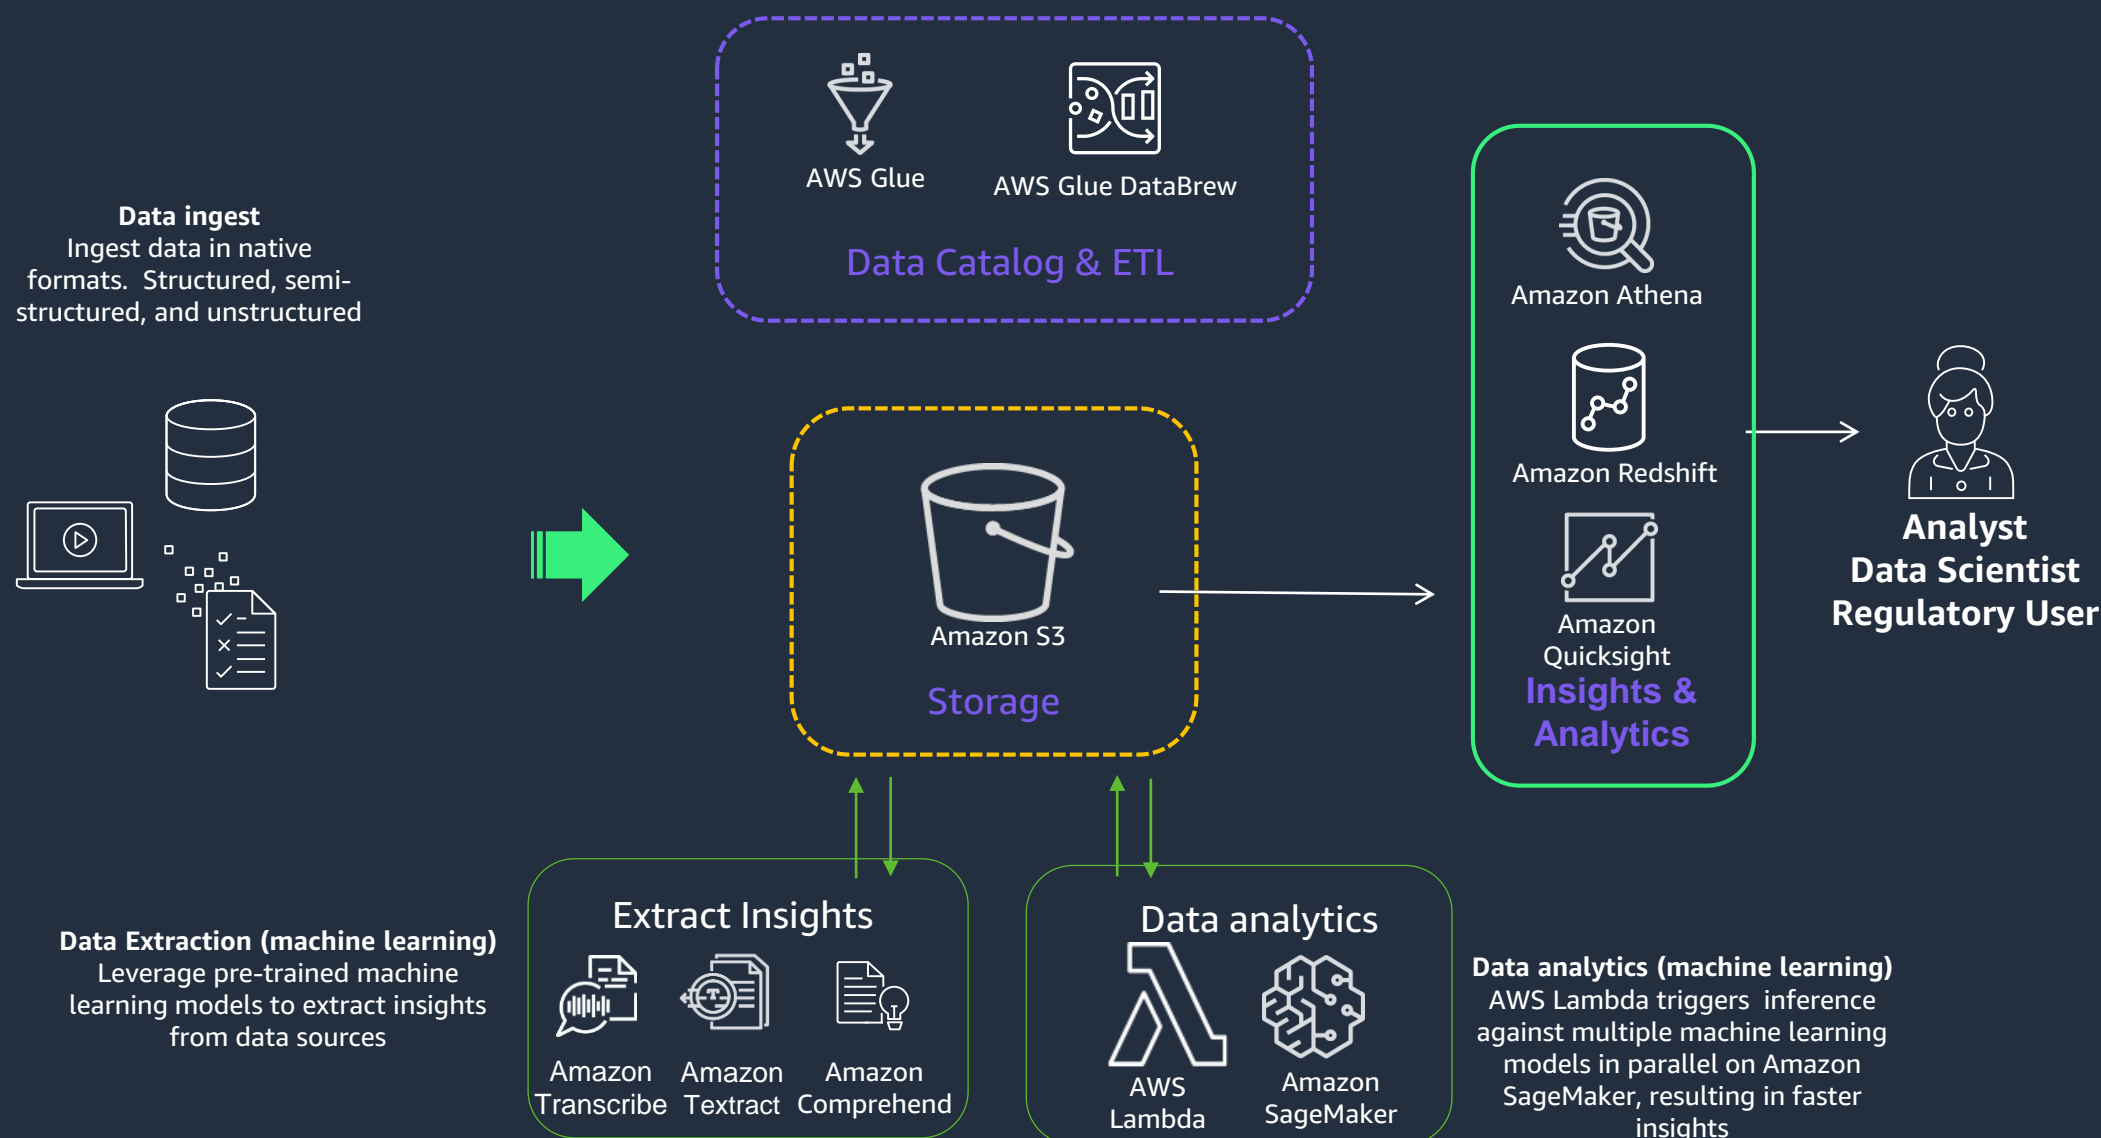 AWS Glue
AWS Glue DataBrew
Data Catalog & ETL
Data ingest
Ingest data in native
formats.  Structured, semi-
structured, and unstructured
Amazon S3
Storage
Amazon Athena
Amazon Redshift
Amazon
Quicksight
Insights &
Analytics
Analyst
Data Scientist
Regulatory User
Data Extraction (machine learning)
Leverage pre-trained machine
learning models to extract insights
from data sources
Extract Insights
Amazon
Transcribe
Amazon
Textract
Amazon
Comprehend
Data analytics
AWS
Lambda
Amazon
SageMaker
Data analytics (machine learning)
AWS Lambda triggers  inference
against multiple machine learning
models in parallel on Amazon
SageMaker, resulting in faster
insights